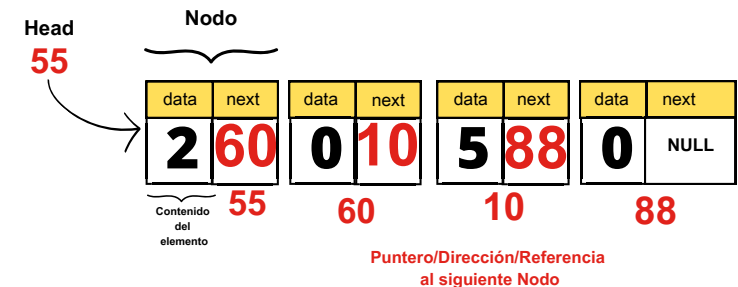 Head
55
Nodo
data next data next data next data next
2 60 0 10 5 88 0 NULL
Contenido
del
elemento
55 60 10 88
Puntero/Dirección/Referencia
al siguiente Nodo